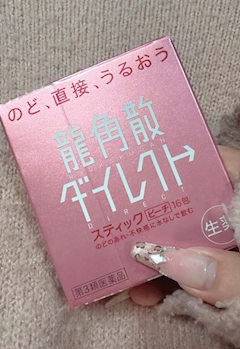 のど、直接、うるおう
龍角散
ダイレクト
DIRECT
スティック ピーチ 16包
のどのあれ・不快感に水なしで飲む
第3類医薬品
生